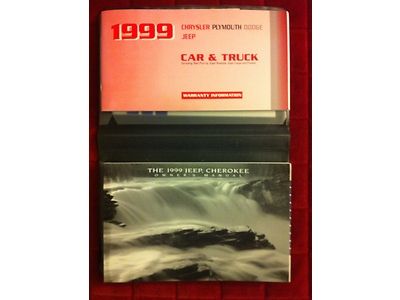 1999 CHRYSLER PLYMOUTH DODGE
JEEP
CAR & TRUCK
WARRANTY INFORMATION
THE 1999 JEEP CHEROKEE
OWNER'S MANUAL